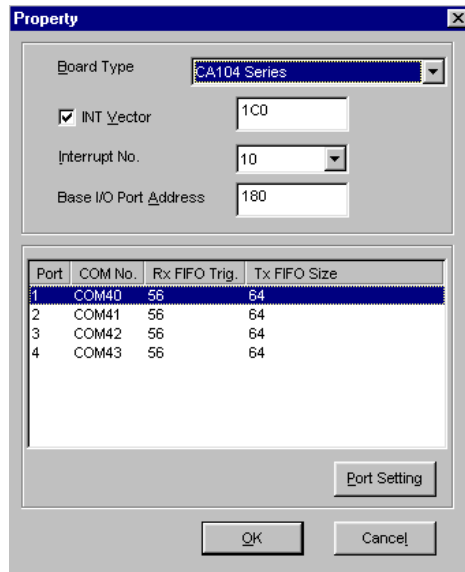 Property
Board Type
CA104 Series
INT Vector
1C0
Interrupt No.
10
Base I/O Port Address
180
Port COM No. Rx FIFO Trig. Tx FIFO Size
1 COM40 56 64
2 COM41 56 64
3 COM42 56 64
4 COM43 56 64
Port Setting
OK
Cancel